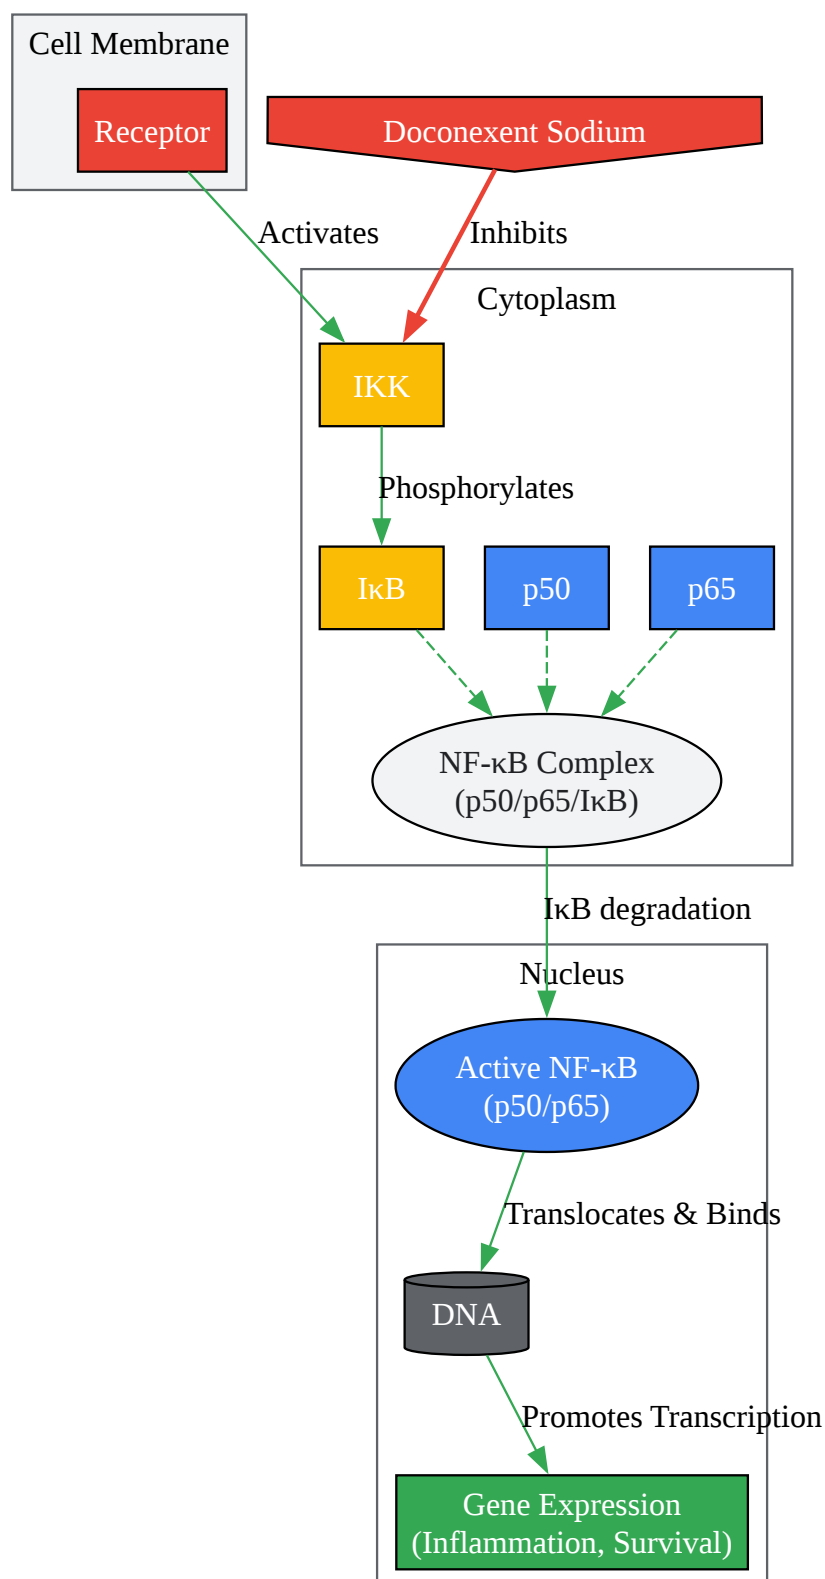 Cell Membrane
Receptor
Doconexent Sodium
Activates
Inhibits
Cytoplasm
IKK
Phosphorylates
IκB
p50
p65
NF-κB Complex
(p50/p65/IκB)
IκB degradation
Nucleus
Active NF-κB
(p50/p65)
Translocates & Binds
DNA
Promotes Transcription
Gene Expression
(Inflammation, Survival)